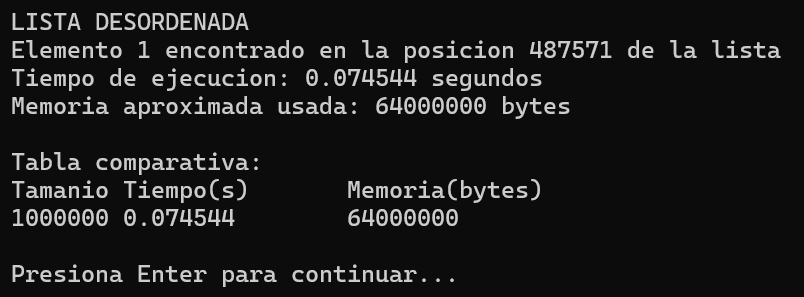 LISTA DESORDENADA
Elemento 1 encontrado en la posicion 487571 de la lista
Tiempo de ejecucion: 0.074544 segundos
Memoria aproximada usada: 64000000 bytes
Tabla comparativa:
Tamanio Tiempo(s) Memoria(bytes)
1000000 0.074544 64000000
Presiona Enter para continuar...